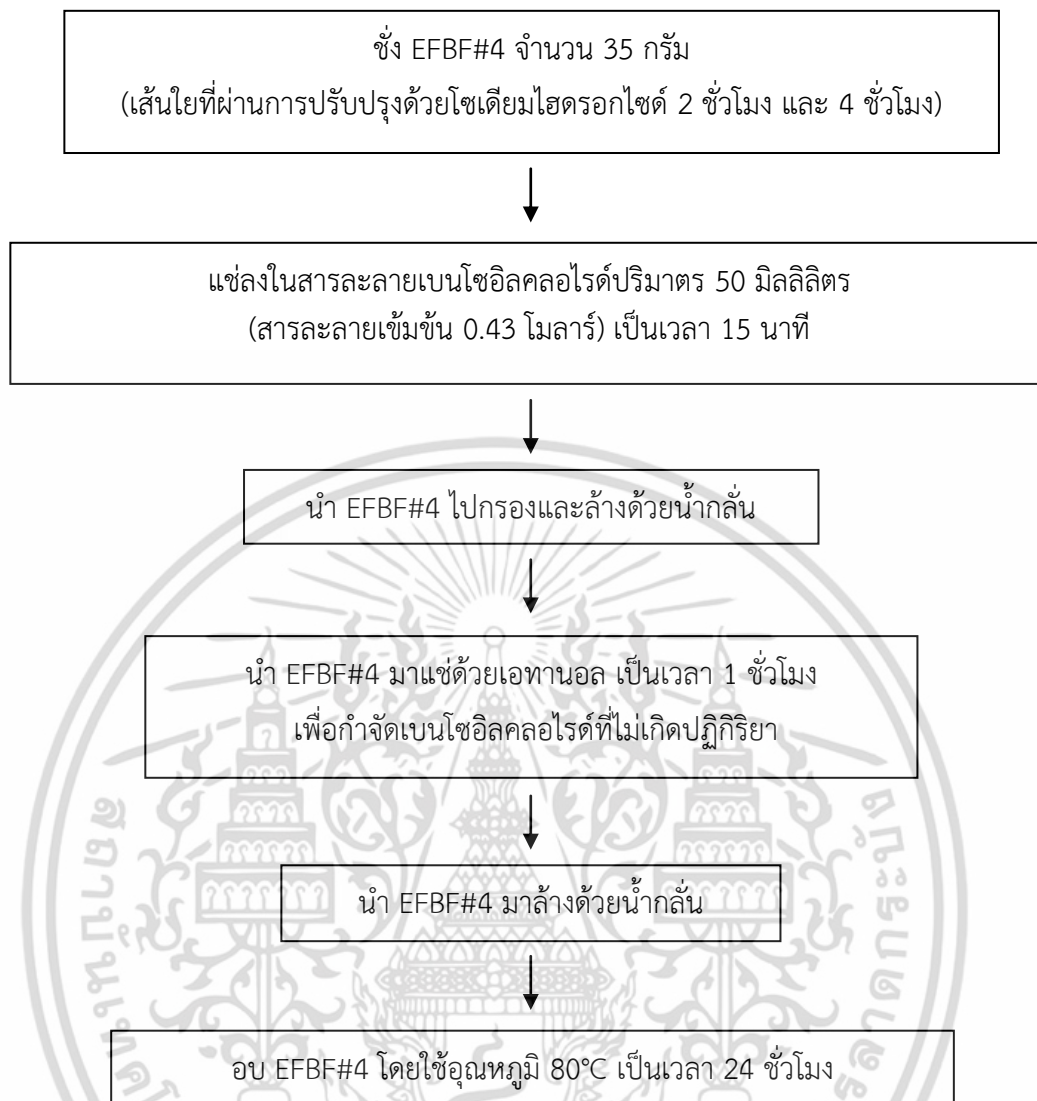 ชั่ง EFBF#4 จำนวน 35 กรัม
(เส้นใยที่ผ่านการปรับปรุงด้วยโซเดียมไฮดรอกไซด์ 2 ชั่วโมง และ 4 ชั่วโมง)
แช่ลงในสารละลายเบนโซอิลคลอไรด์ปริมาตร 50 มิลลิลิตร
(สารละลายเข้มข้น 0.43 โมลาร์) เป็นเวลา 15 นาที
นำ EFBF#4 ไปกรองและล้างด้วยน้ำกลั่น
นำ EFBF#4 มาแช่ด้วยเอทานอล เป็นเวลา 1 ชั่วโมง
เพื่อกำจัดเบนโซอิลคลอไรด์ที่ไม่เกิดปฏิกิริยา
นำ EFBF#4 มาล้างด้วยน้ำกลั่น
อบ EFBF#4 โดยใช้อุณหภูมิ 80°C เป็นเวลา 24 ชั่วโมง